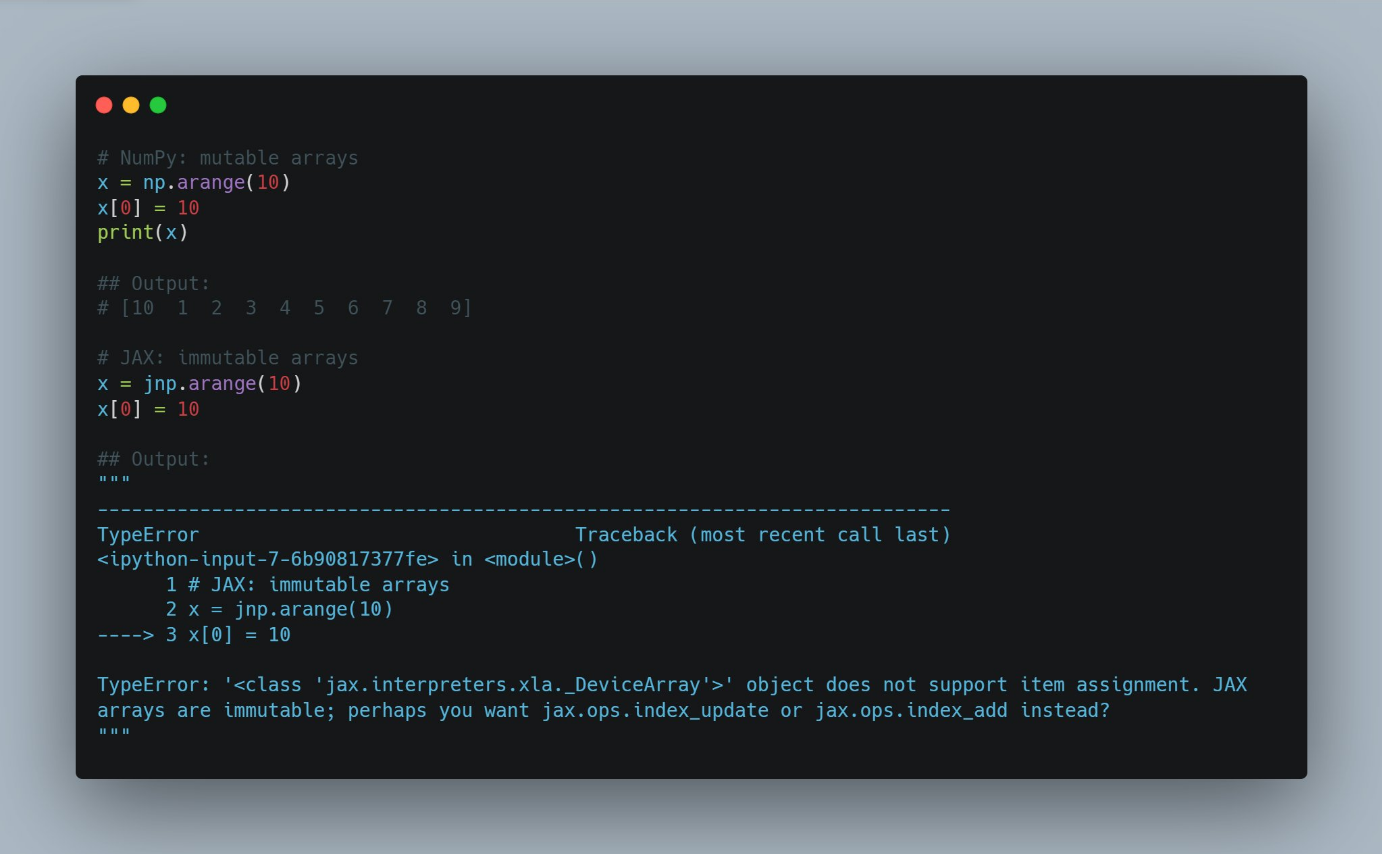 # NumPy: mutable arrays
x = np.arange(10)
x[0] = 10
print(x)

## Output:
# [10  1  2  3  4  5  6  7  8  9]

# JAX: immutable arrays
x = jnp.arange(10)
x[0] = 10

## Output:
"""
---------------------------------------------------------------------------
TypeError                                 Traceback (most recent call last)
<ipython-input-7-6b90817377fe> in <module>()
      1 # JAX: immutable arrays
      2 x = jnp.arange(10)
----> 3 x[0] = 10

TypeError: '<class 'jax.interpreters.xla._DeviceArray'>' object does not support item assignment. JAX
arrays are immutable; perhaps you want jax.ops.index_update or jax.ops.index_add instead?
"""